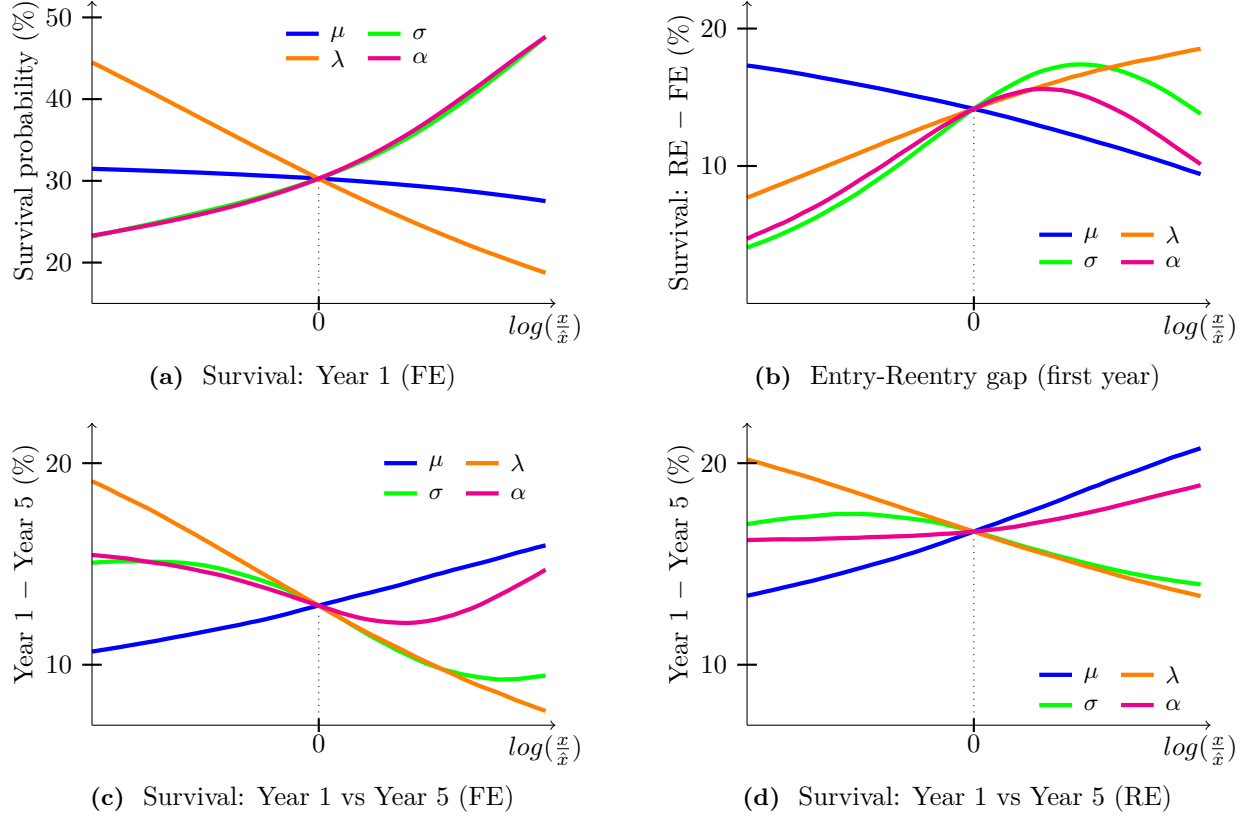 Survival probability (%)
50
40
30
20
μ
σ
λ
α
0
log(x/x̂)
(a) Survival: Year 1 (FE)
Survival: RE − FE (%)
20
10
μ
λ
σ
α
0
log(x/x̂)
(b) Entry-Reentry gap (first year)
Year 1 − Year 5 (%)
20
10
μ
λ
σ
α
0
log(x/x̂)
(c) Survival: Year 1 vs Year 5 (FE)
Year 1 − Year 5 (%)
20
10
μ
λ
σ
α
0
log(x/x̂)
(d) Survival: Year 1 vs Year 5 (RE)